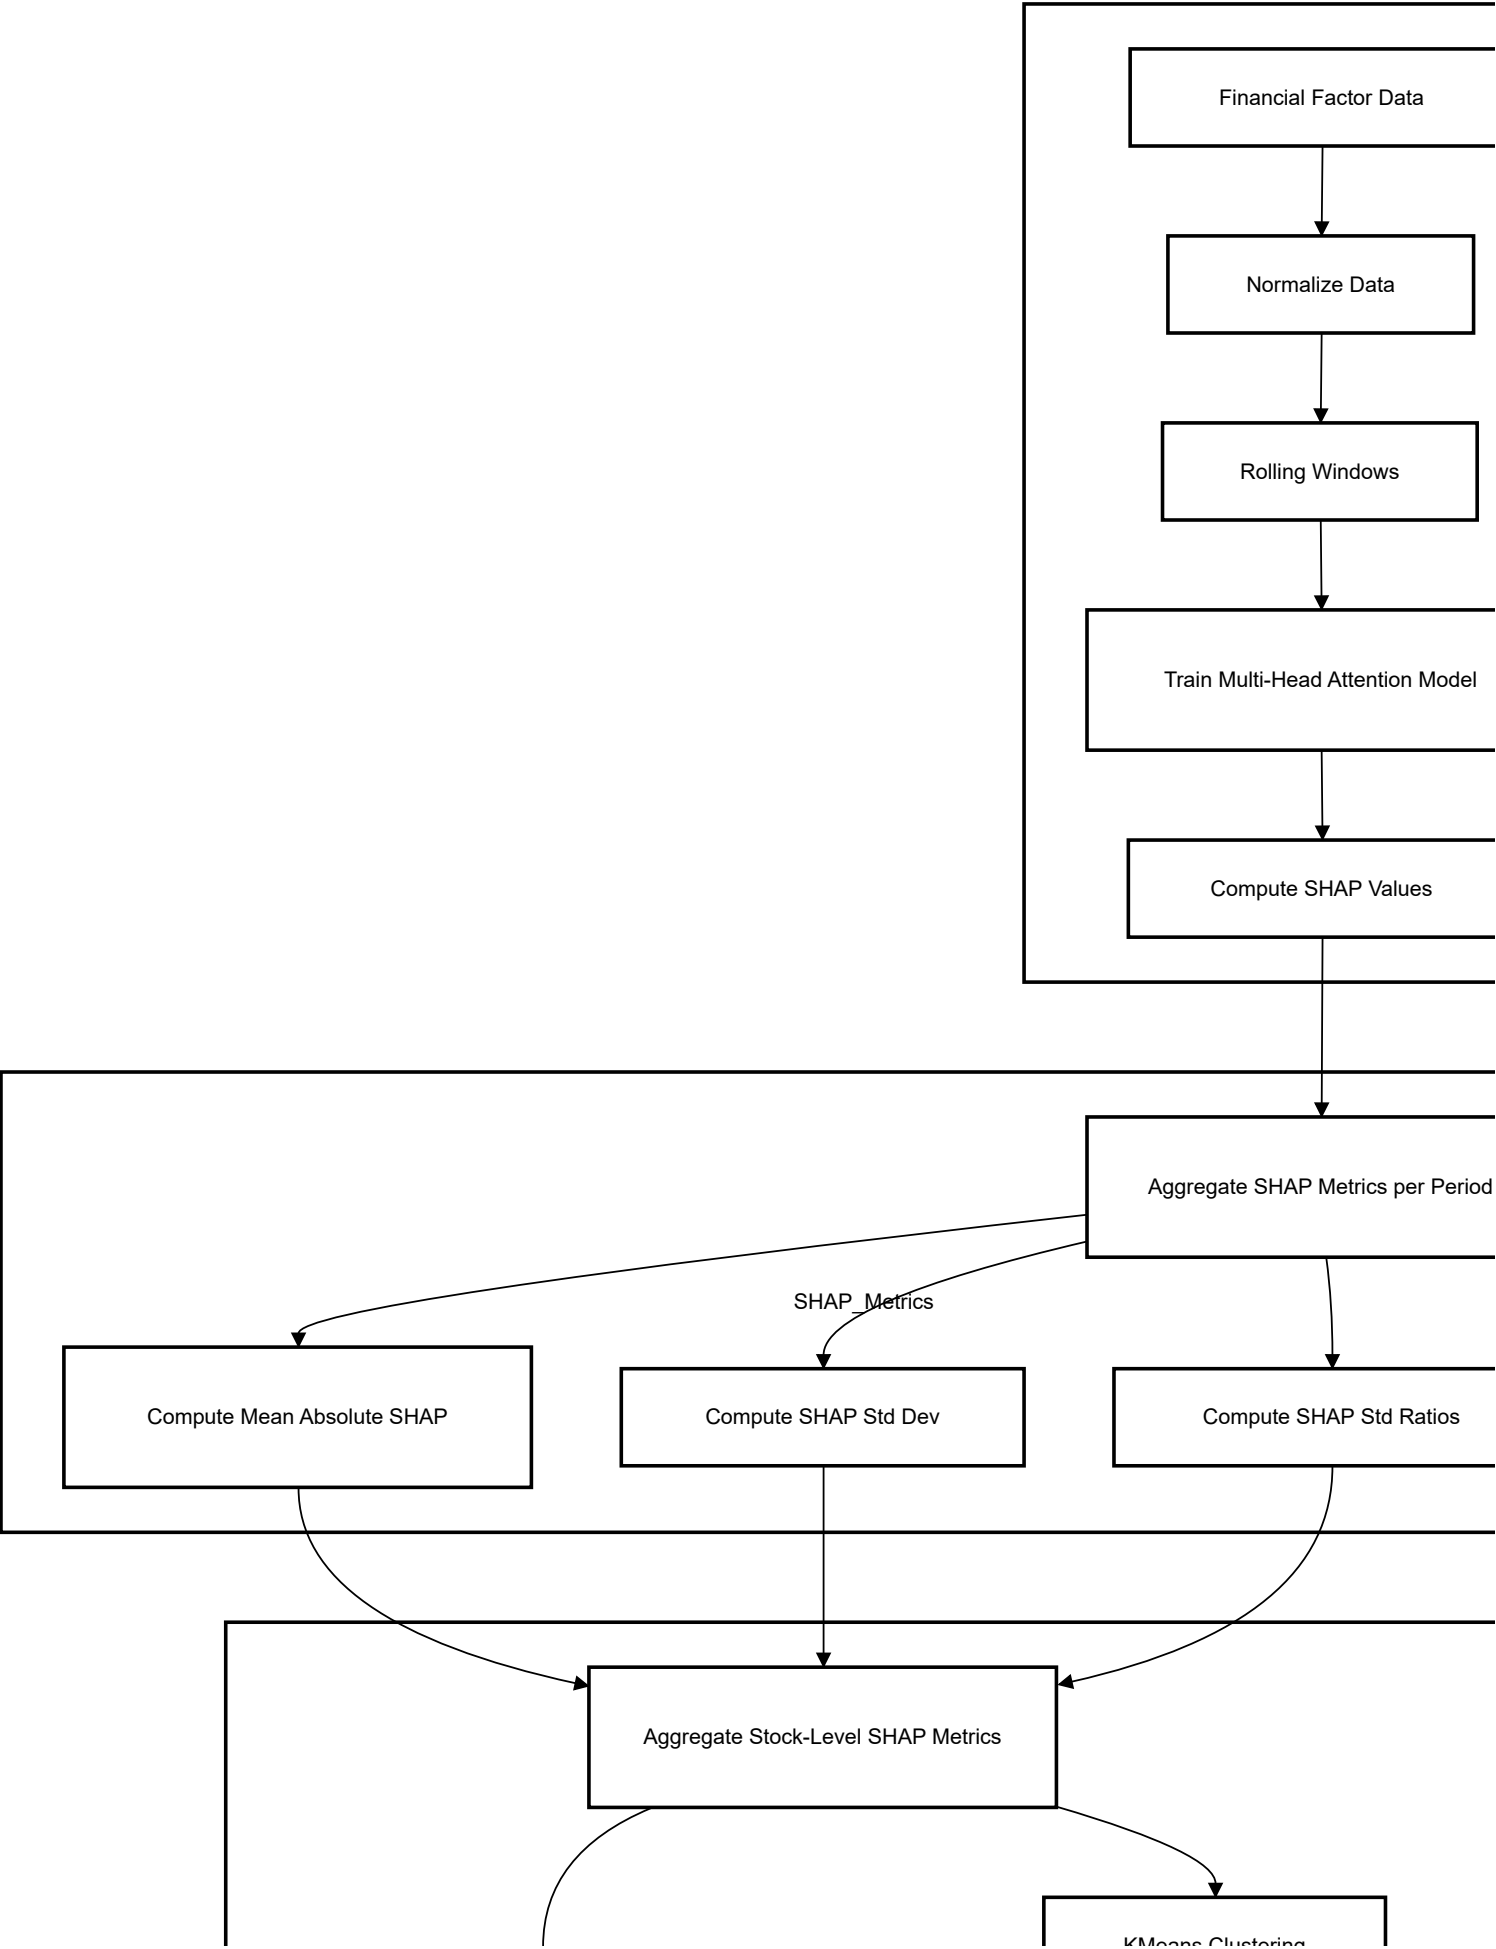 Financial Factor Data
Normalize Data
Rolling Windows
Train Multi-Head Attention Model
Compute SHAP Values
Aggregate SHAP Metrics per Period
SHAP_Metrics
Compute Mean Absolute SHAP
Compute SHAP Std Dev
Compute SHAP Std Ratios
Aggregate Stock-Level SHAP Metrics
KMeans Clustering